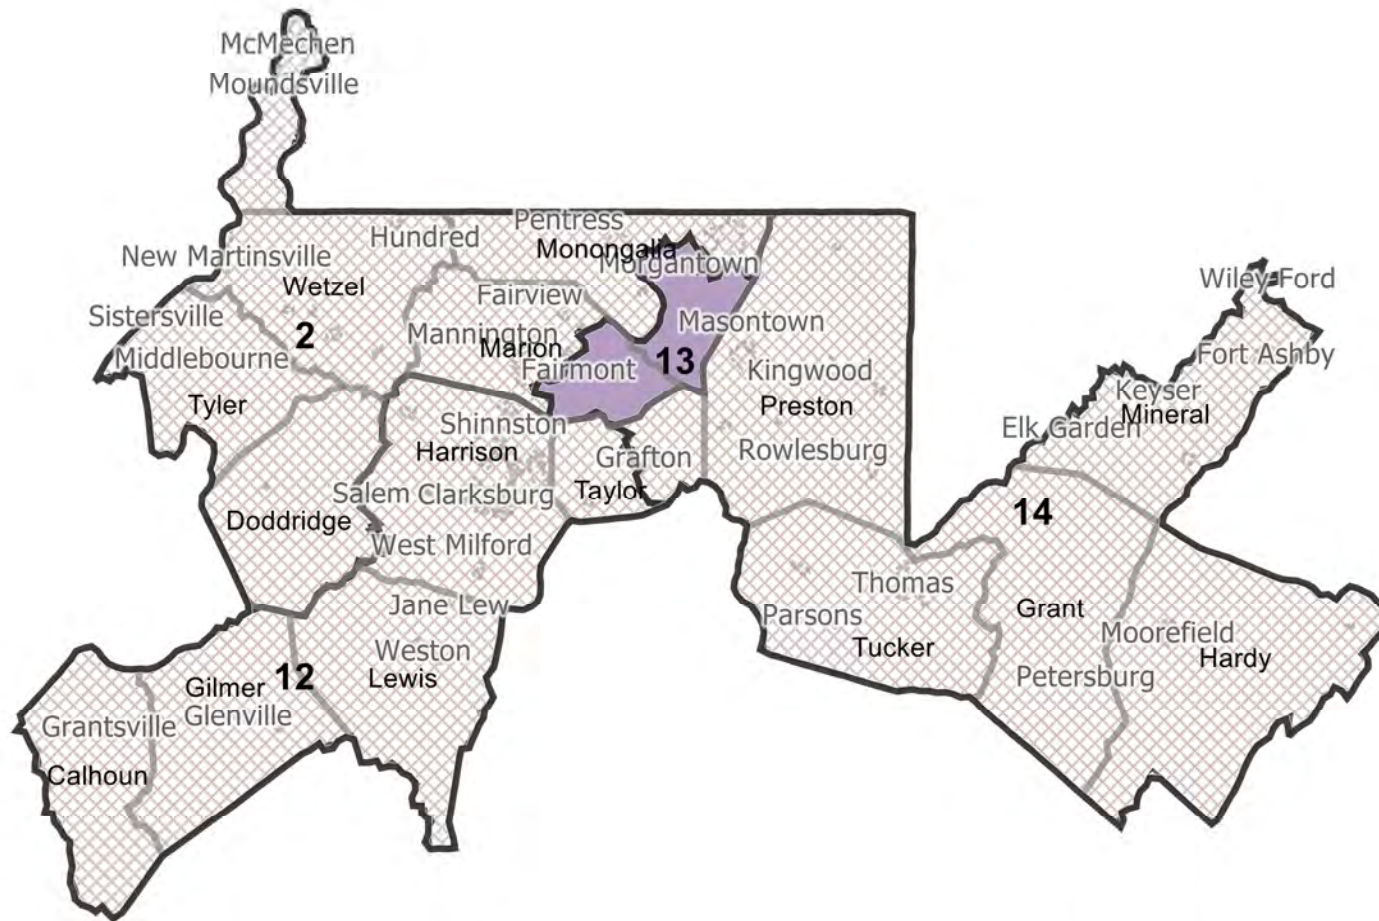 McMechen
Moundsville
Pentress
Hundred
Monongalia
New Martinsville
Morgantown
Wiley Ford
Wetzel
Fairview
Sistersville
Masontown
Mannington
2
Marion
Middlebourne
Fort Ashby
13
Fairmont
Kingwood
Keyser
Tyler
Preston
Mineral
Shinnston
Elk Garden
Harrison
Rowlesburg
Grafton
Taylor
Salem Clarksburg
14
Doddridge
West Milford
Thomas
Jane Lew
Grant
Parsons
Moorefield
Weston
Tucker
Hardy
12
Lewis
Petersburg
Gilmer
Glenville
Grantsville
Calhoun